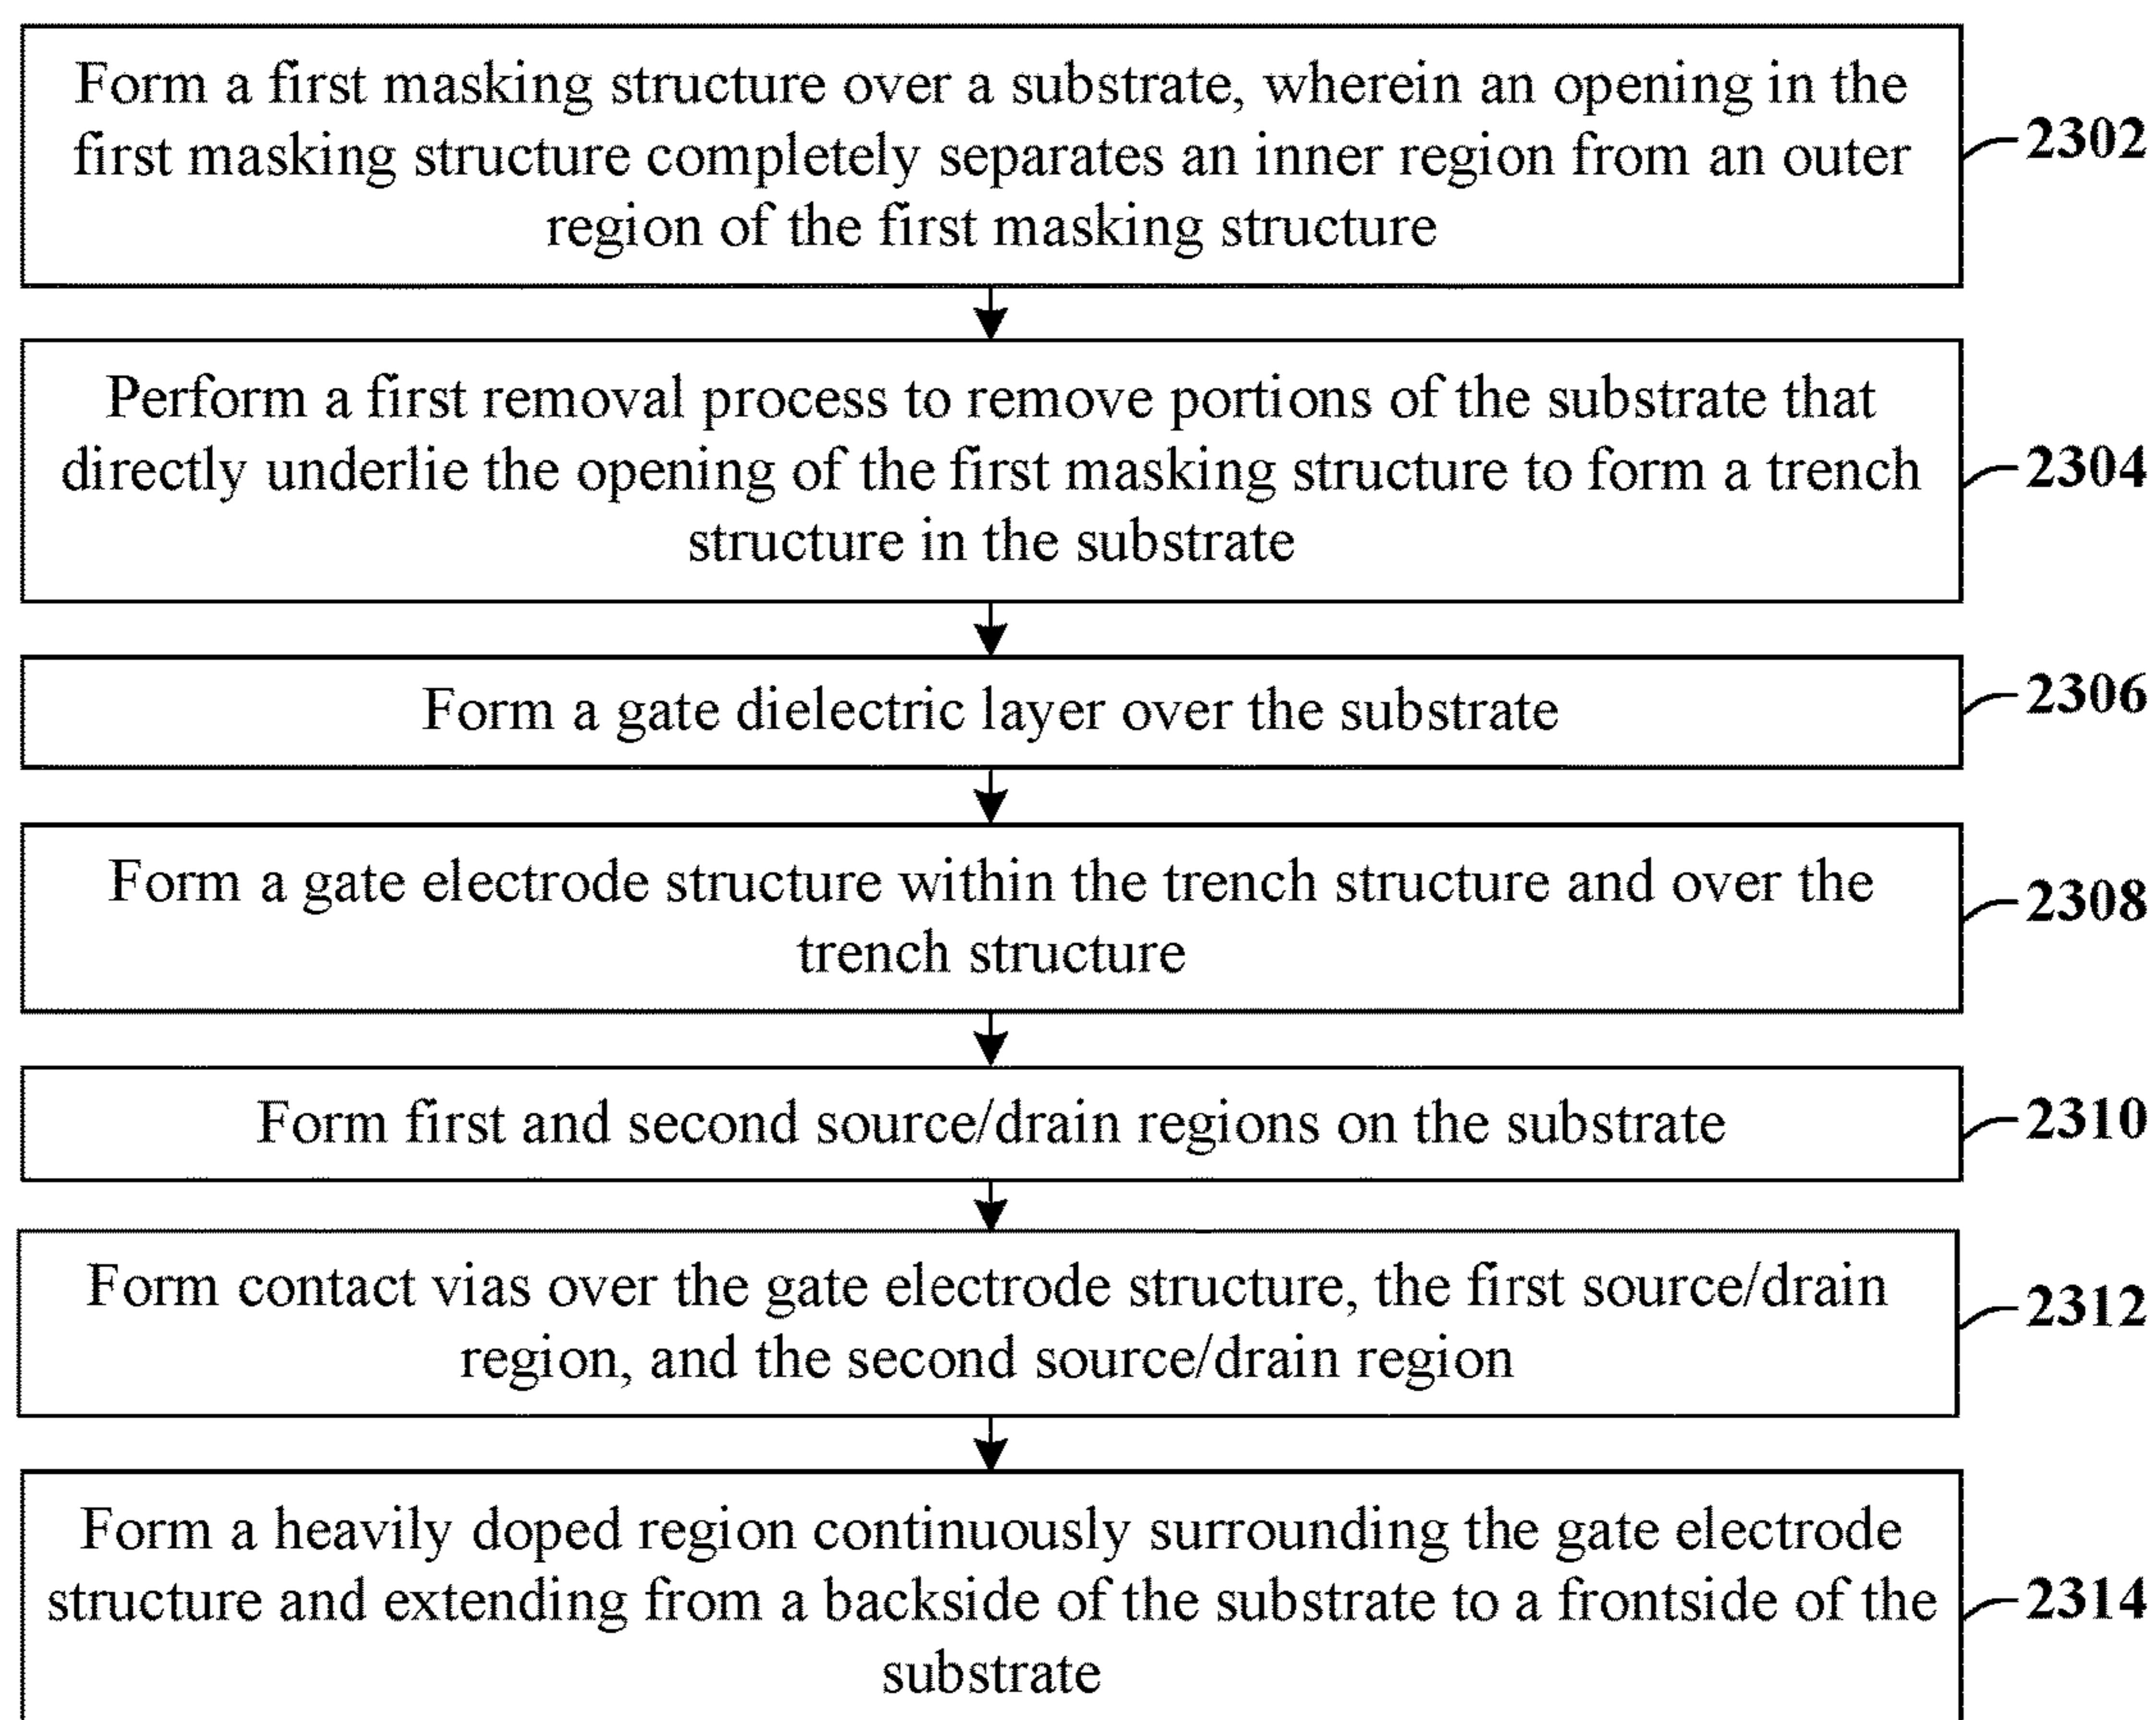 Form a first masking structure over a substrate, wherein an opening in the
first masking structure completely separates an inner region from an outer
region of the first masking structure
2302
Perform a first removal process to remove portions of the substrate that
directly underlie the opening of the first masking structure to form a trench
structure in the substrate
2304
Form a gate dielectric layer over the substrate
2306
Form a gate electrode structure within the trench structure and over the
trench structure
2308
Form first and second source/drain regions on the substrate
2310
Form contact vias over the gate electrode structure, the first source/drain
region, and the second source/drain region
2312
Form a heavily doped region continuously surrounding the gate electrode
structure and extending from a backside of the substrate to a frontside of the
substrate
2314